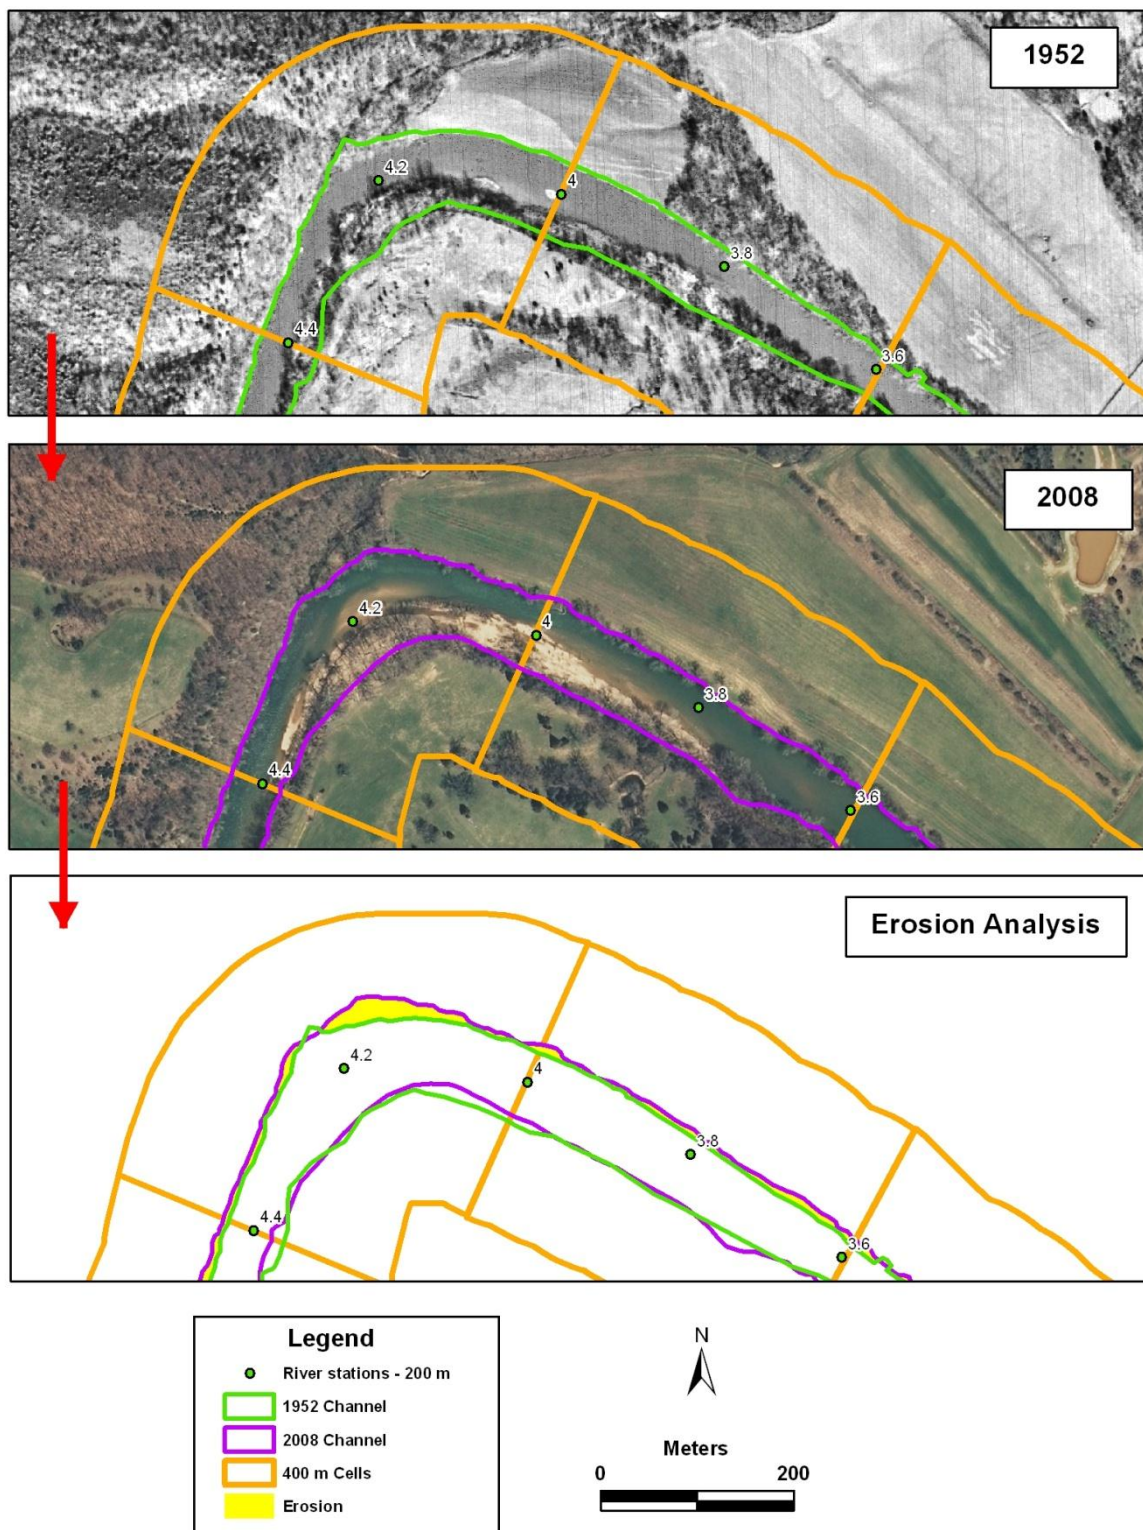 1952
4.2
4
3.8
3.6
4.4
2008
4.2
4
3.8
3.6
4.4
Erosion Analysis
4.2
4
3.8
3.6
4.4
Legend
River stations - 200 m
1952 Channel
2008 Channel
400 m Cells
Erosion
N
Meters
0 200